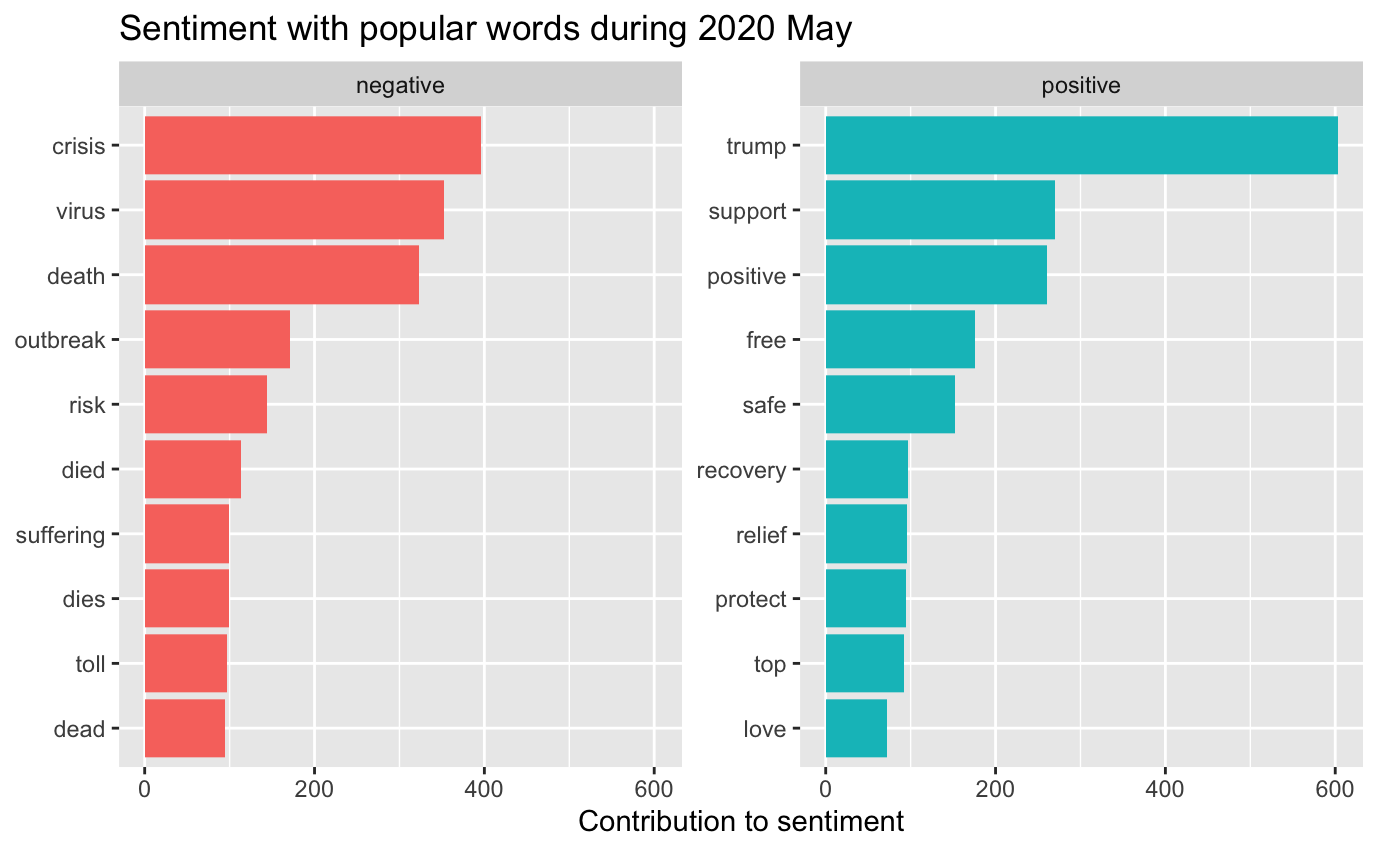 Sentiment with popular words during 2020 May
negative
crisis
virus
death
outbreak
risk
died
suffering
dies
toll
dead
0 200 400 600
positive
trump
support
positive
free
safe
recovery
relief
protect
top
love
0 200 400 600
Contribution to sentiment